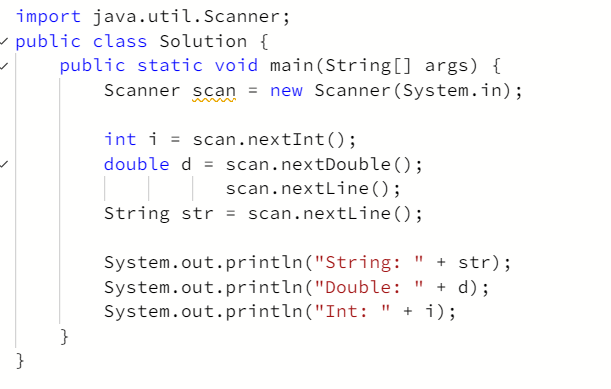 import java.util.Scanner;
public class Solution {
    public static void main(String[] args) {
        Scanner scan = new Scanner(System.in);
        int i = scan.nextInt();
        double d = scan.nextDouble();
                   scan.nextLine();
        String str = scan.nextLine();
        System.out.println("String: " + str);
        System.out.println("Double: " + d);
        System.out.println("Int: " + i);
    }
}